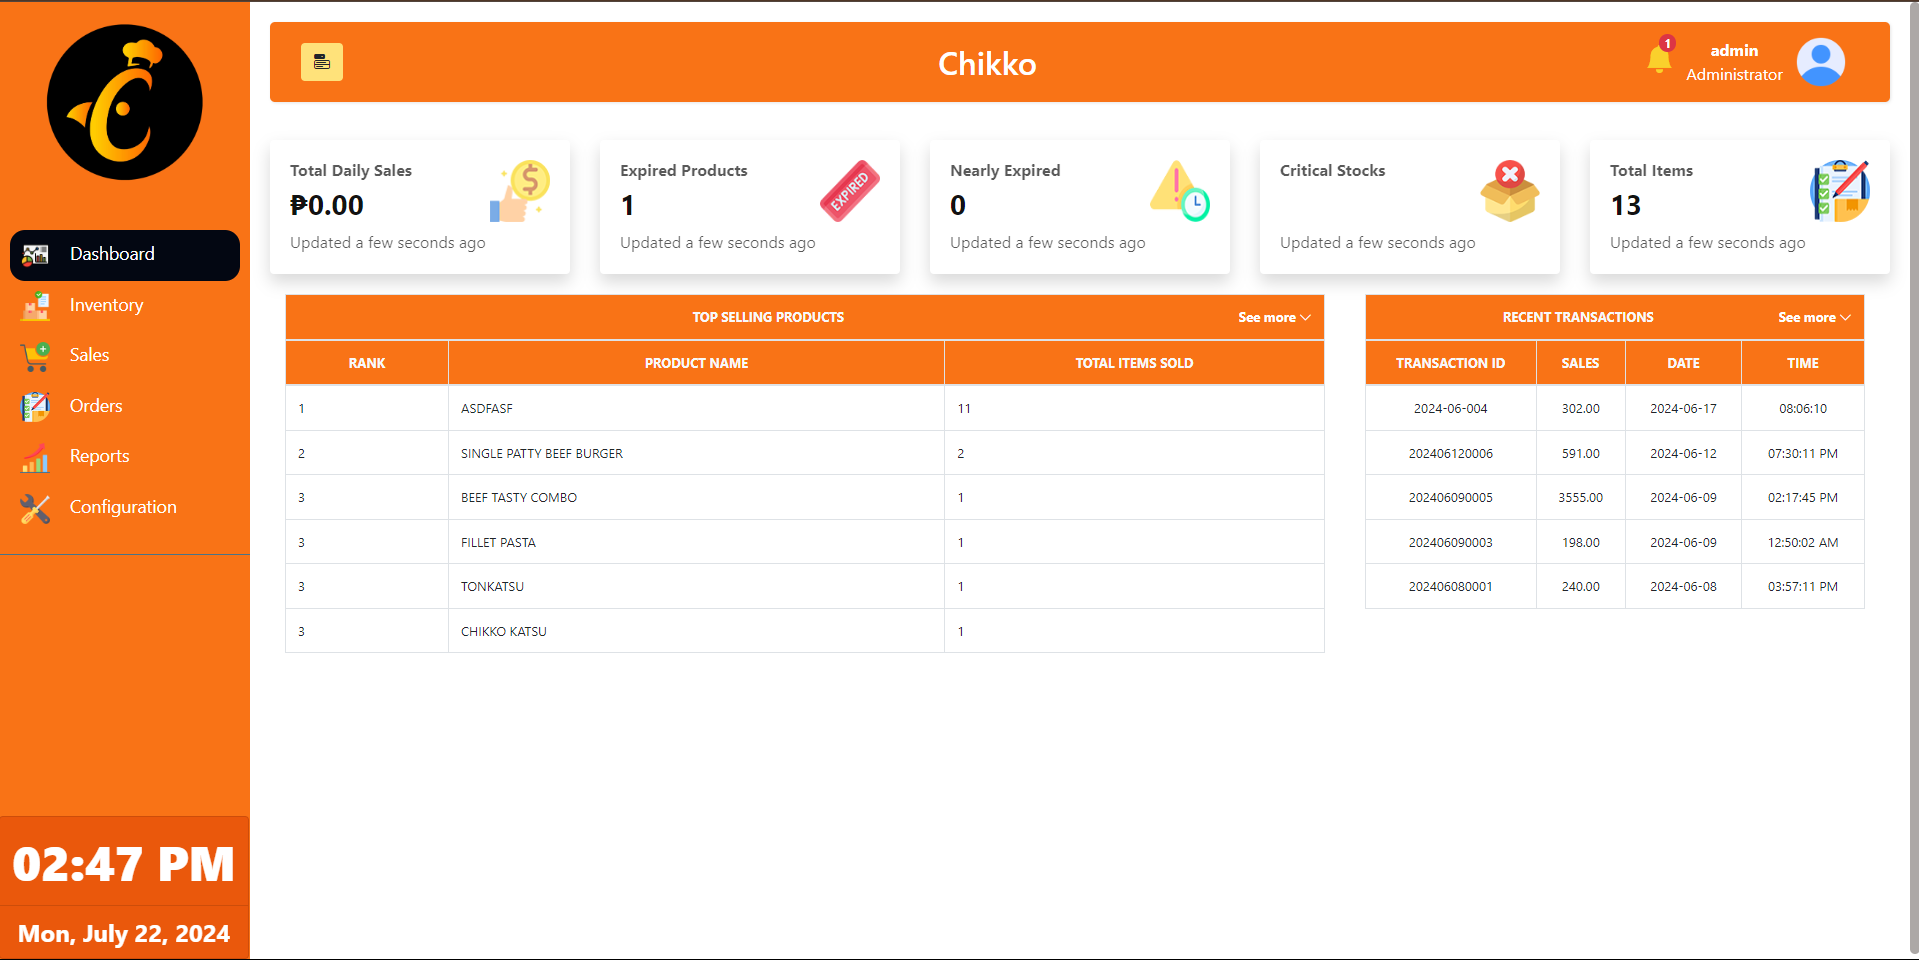 Dashboard
Inventory
Sales
Orders
Reports
Configuration
02:47 PM
Mon, July 22, 2024
Chikko
1
admin
Administrator
Total Daily Sales
₱0.00
Updated a few seconds ago
Expired Products
1
Updated a few seconds ago
EXPIRED
Nearly Expired
0
Updated a few seconds ago
Critical Stocks
Updated a few seconds ago
Total Items
13
Updated a few seconds ago
TOP SELLING PRODUCTS See more
RANK PRODUCT NAME TOTAL ITEMS SOLD
1 ASDFASF 11
2 SINGLE PATTY BEEF BURGER 2
3 BEEF TASTY COMBO 1
3 FILLET PASTA 1
3 TONKATSU 1
3 CHIKKO KATSU 1
RECENT TRANSACTIONS See more
TRANSACTION ID SALES DATE TIME
2024-06-004 302.00 2024-06-17 08:06:10
202406120006 591.00 2024-06-12 07:30:11 PM
202406090005 3555.00 2024-06-09 02:17:45 PM
202406090003 198.00 2024-06-09 12:50:02 AM
202406080001 240.00 2024-06-08 03:57:11 PM